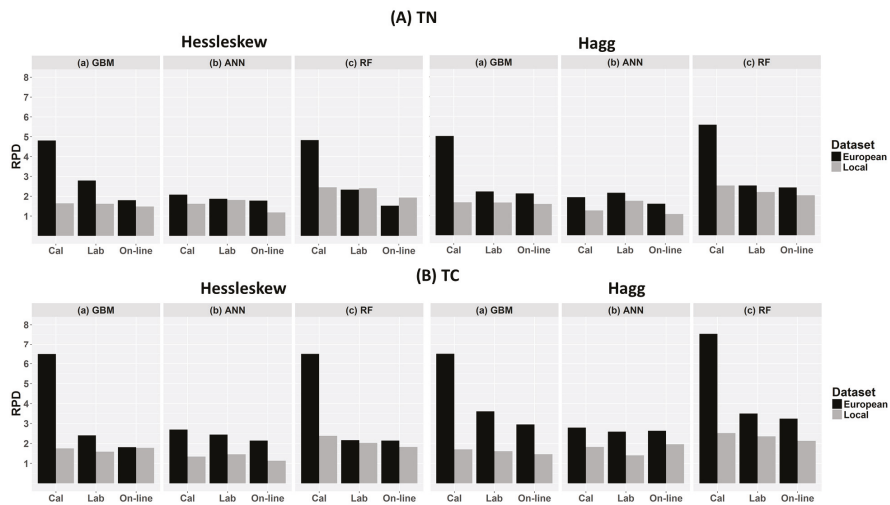 (A) TN
Hessleskew
Hagg
(a) GBM
(b) ANN
(c) RF
(a) GBM
(b) ANN
(c) RF
8
7
6
5
4
3
2
1
RPD
Cal Lab On-line
Cal Lab On-line
Cal Lab On-line
Cal Lab On-line
Cal Lab On-line
Cal Lab On-line
Dataset
European
Local
(B) TC
Hessleskew
Hagg
(a) GBM
(b) ANN
(c) RF
(a) GBM
(b) ANN
(c) RF
8
7
6
5
4
3
2
1
RPD
Cal Lab On-line
Cal Lab On-line
Cal Lab On-line
Cal Lab On-line
Cal Lab On-line
Cal Lab On-line
Dataset
European
Local